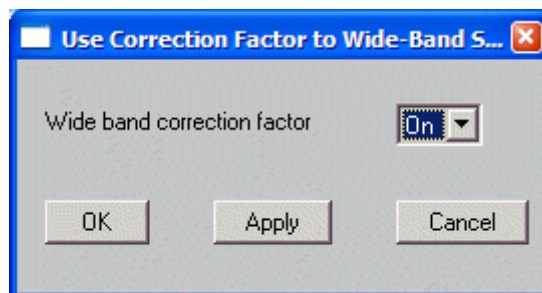 Use Correction Factor to Wide-Band S...
Wide band correction factor On
OK Apply Cancel